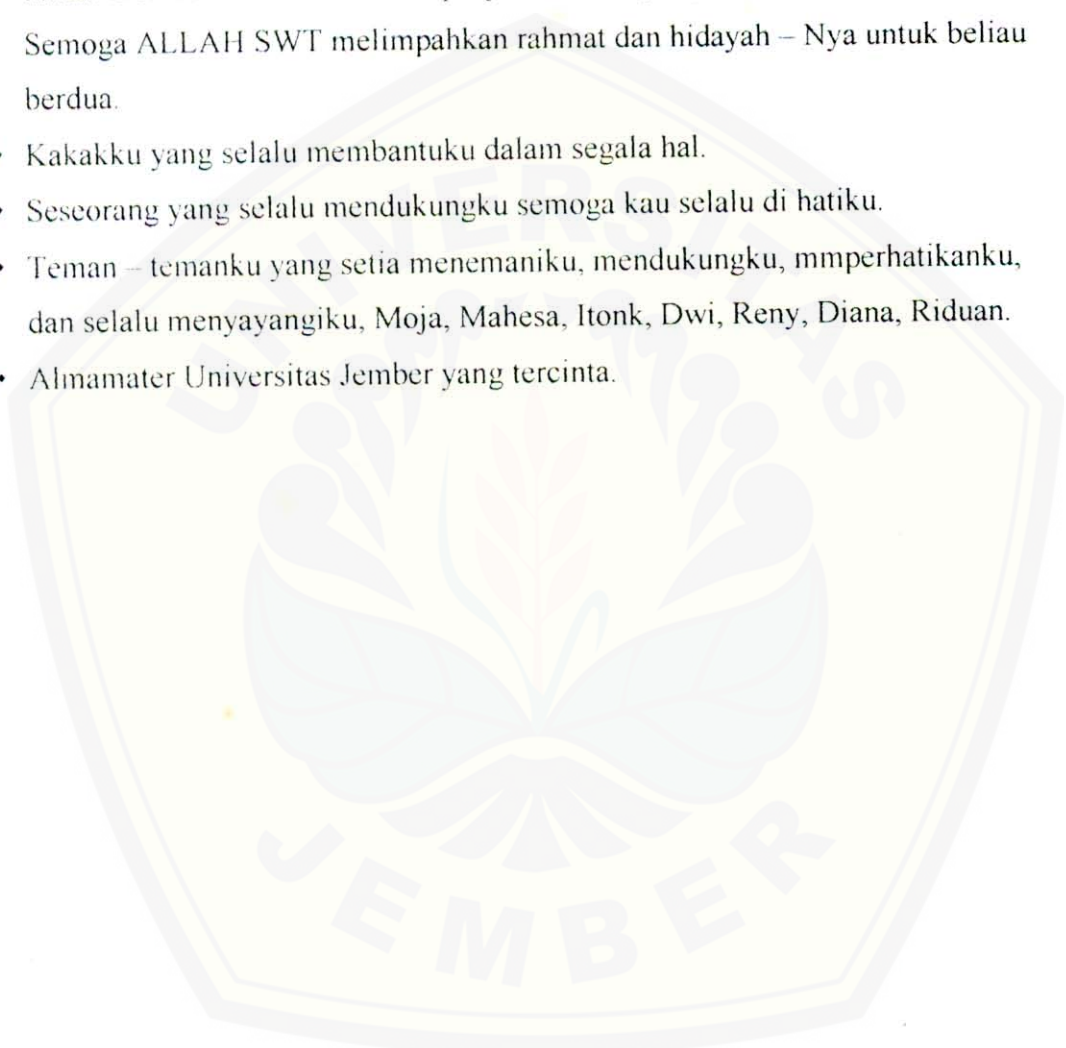 Semoga ALLAH SWT melimpahkan rahmat dan hidayah – Nya untuk beliau
berdua.
• Kakakku yang selalu membantuku dalam segala hal.
• Seseorang yang selalu mendukungku semoga kau selalu di hatiku.
• Teman – temanku yang setia menemaniku, mendukungku, mmperhatikanku,
dan selalu menyayangiku, Moja, Mahesa, Itonk, Dwi, Reny, Diana, Riduan.
• Almamater Universitas Jember yang tercinta.
UNIVERSITAS
JEMBER